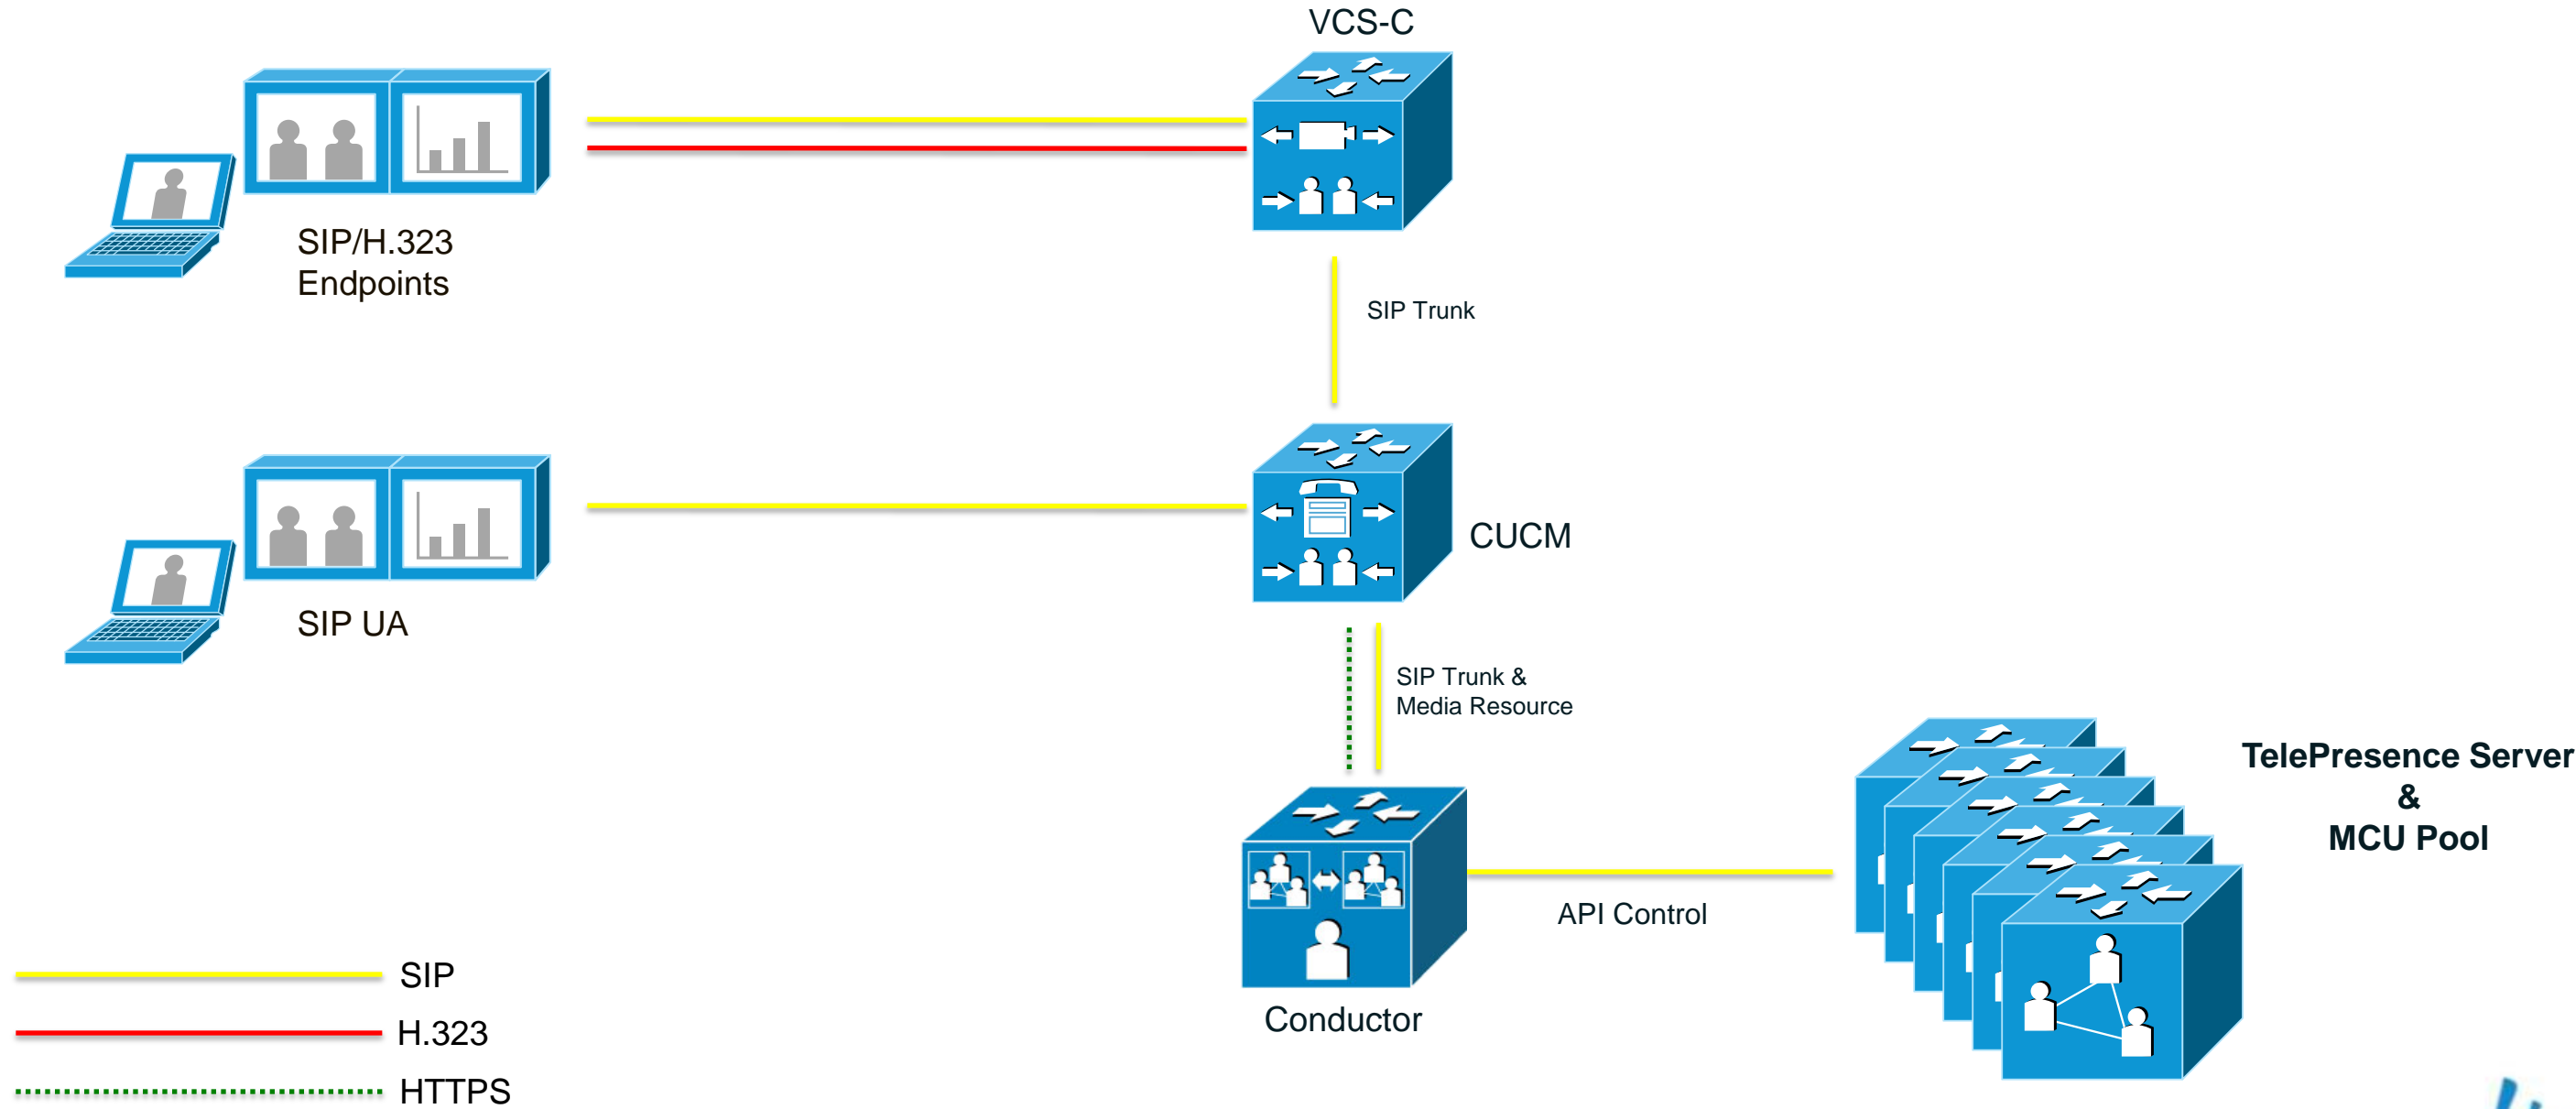 VCS-C
SIP/H.323
Endpoints
SIP Trunk
CUCM
SIP UA
SIP Trunk &
Media Resource
TelePresence Server
&
MCU Pool
API Control
Conductor
SIP
H.323
HTTPS